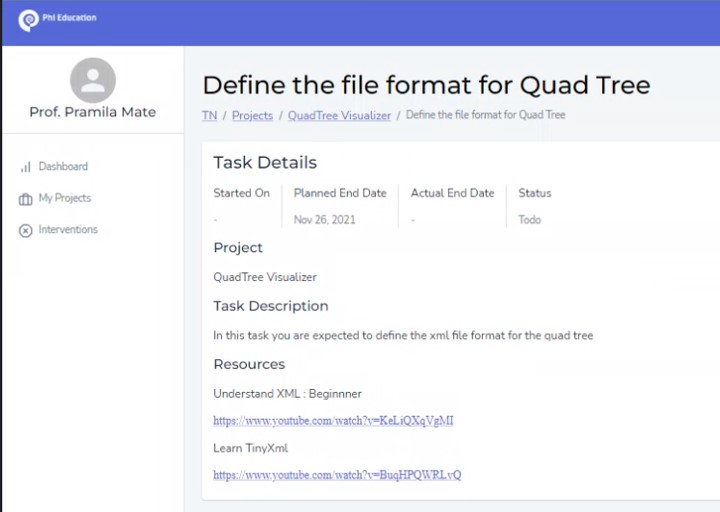 Phi Education
Prof. Pramila Mate
Dashboard
My Projects
Interventions
Define the file format for Quad Tree
TN / Projects / QuadTree Visualizer / Define the file format for Quad Tree
Task Details
Started On Planned End Date Actual End Date Status
- Nov 26, 2021 - Todo
Project
QuadTree Visualizer
Task Description
In this task you are expected to define the xml file format for the quad tree
Resources
Understand XML : Beginnner
https://www.youtube.com/watch?v=KeLiQXqVgMI
Learn TinyXml
https://www.youtube.com/watch?v=BuqHPQWRLvQ